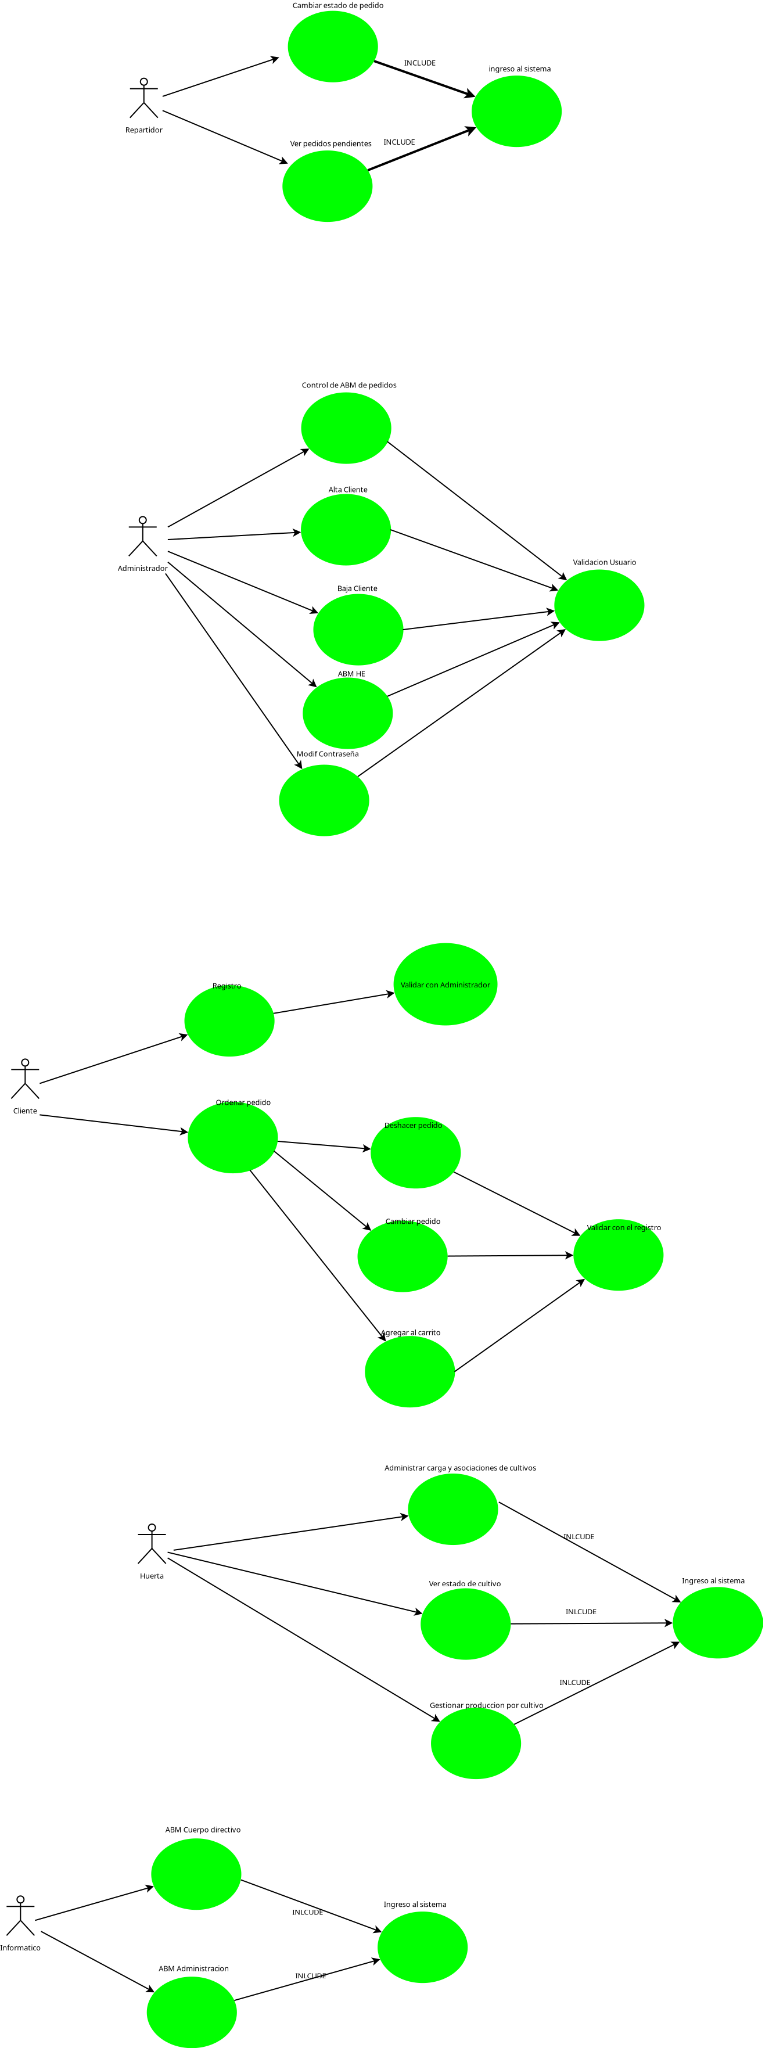 Cambiar estado de pedido
INCLUDE
ingreso al sistema
Repartidor
Ver pedidos pendientes
INCLUDE
Control de ABM de pedidos
Alta Cliente
Validacion Usuario
Administrador
Baja Cliente
ABM HE
Modif Contraseña
Registro
Validar con Administrador
Cliente
Ordenar pedido
Deshacer pedido
Cambiar pedido
Validar con el registro
Agregar al carrito
Administrar carga y asociaciones de cultivos
INLCUDE
Huerta
Ver estado de cultivo
Ingreso al sistema
INLCUDE
INLCUDE
Gestionar produccion por cultivo
ABM Cuerpo directivo
Ingreso al sistema
INLCUDE
Informatico
ABM Administracion
INLCUDE